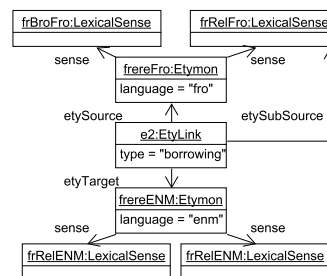 frBroFro:LexicalSense frRelFro:LexicalSense
sense sense
frereFro:Etymon
language = "fro"
etySource etySubSource
e2:EtyLink
type = "borrowing"
etyTarget
frereENM:Etymon
language = "enm"
sense sense
frRelENM:LexicalSense frRelENM:LexicalSense